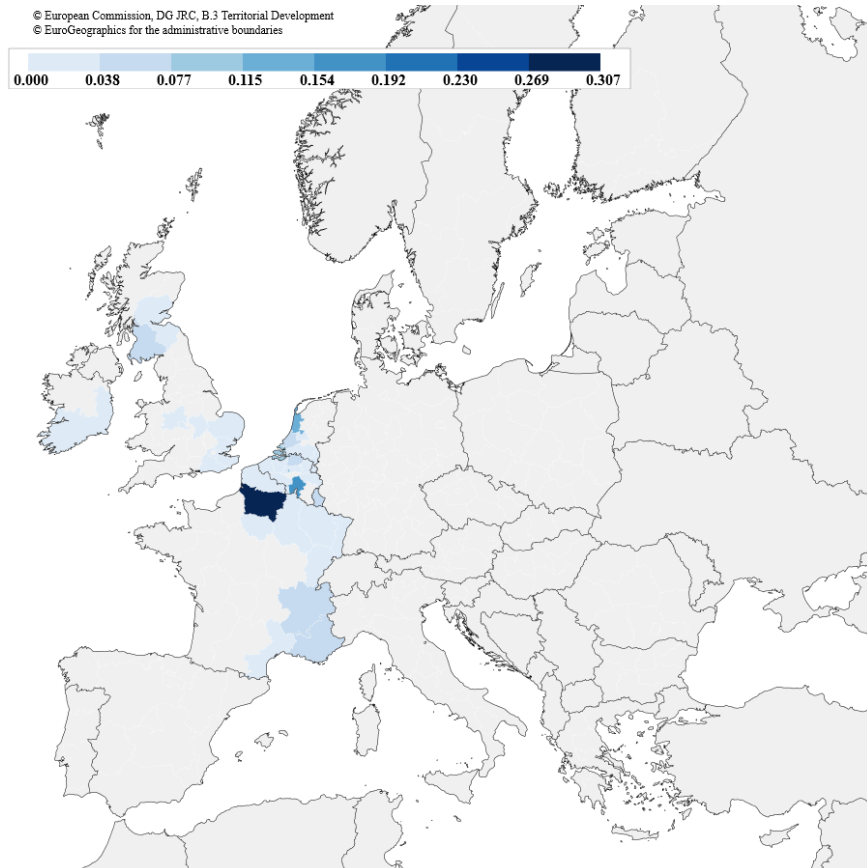 © European Commission, DG JRC, B.3 Territorial Development
© EuroGeographics for the administrative boundaries
0.000 0.038 0.077 0.115 0.154 0.192 0.230 0.269 0.307